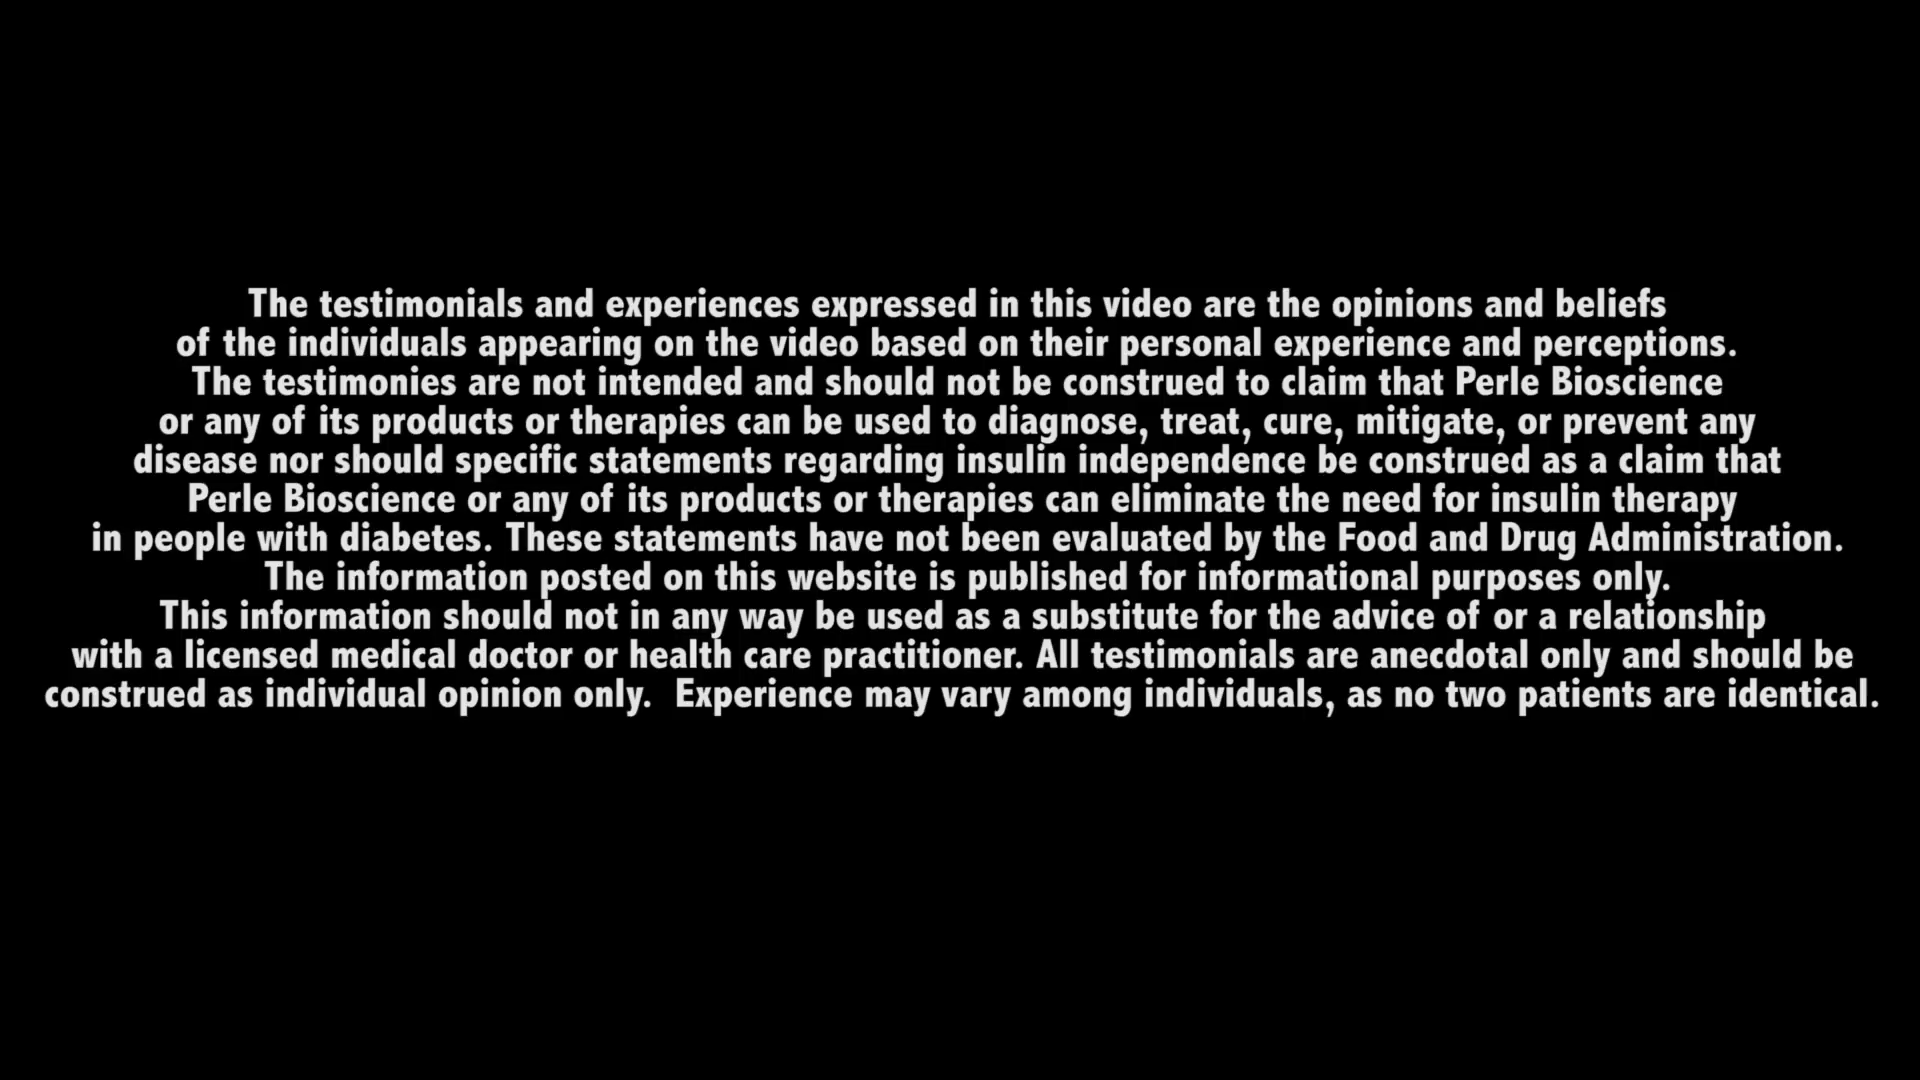 The testimonials and experiences expressed in this video are the opinions and beliefs
of the individuals appearing on the video based on their personal experience and perceptions.
The testimonies are not intended and should not be construed to claim that Perle Bioscience
or any of its products or therapies can be used to diagnose, treat, cure, mitigate, or prevent any
disease nor should specific statements regarding insulin independence be construed as a claim that
Perle Bioscience or any of its products or therapies can eliminate the need for insulin therapy
in people with diabetes. These statements have not been evaluated by the Food and Drug Administration.
The information posted on this website is published for informational purposes only.
This information should not in any way be used as a substitute for the advice of or a relationship
with a licensed medical doctor or health care practitioner. All testimonials are anecdotal only and should be
construed as individual opinion only.  Experience may vary among individuals, as no two patients are identical.